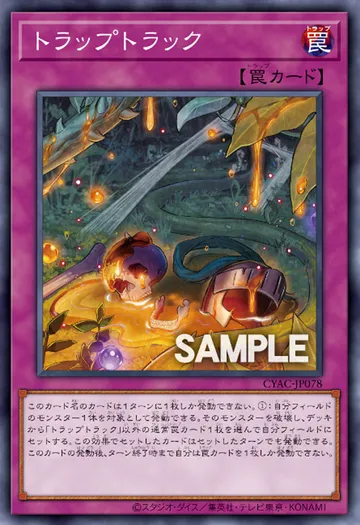 トラップトラック
トラップ
罠
トラップ
【罠カード】
SAMPLE
CYAC-JP078
このカード名のカードは1ターンに1枚しか発動できない。①:自分フィールド
のモンスター1体を対象として発動できる。そのモンスターを破壊し、デッキ
から「トラップトラック」以外の通常罠カード1枚を選んで自分フィールドに
セットする。この効果でセットしたカードはセットしたターンでも発動できる。
このカードの発動後、ターン終了時まで自分は罠カードを1枚しか発動できない。
©スタジオ・ダイス/集英社・テレビ東京・KONAMI